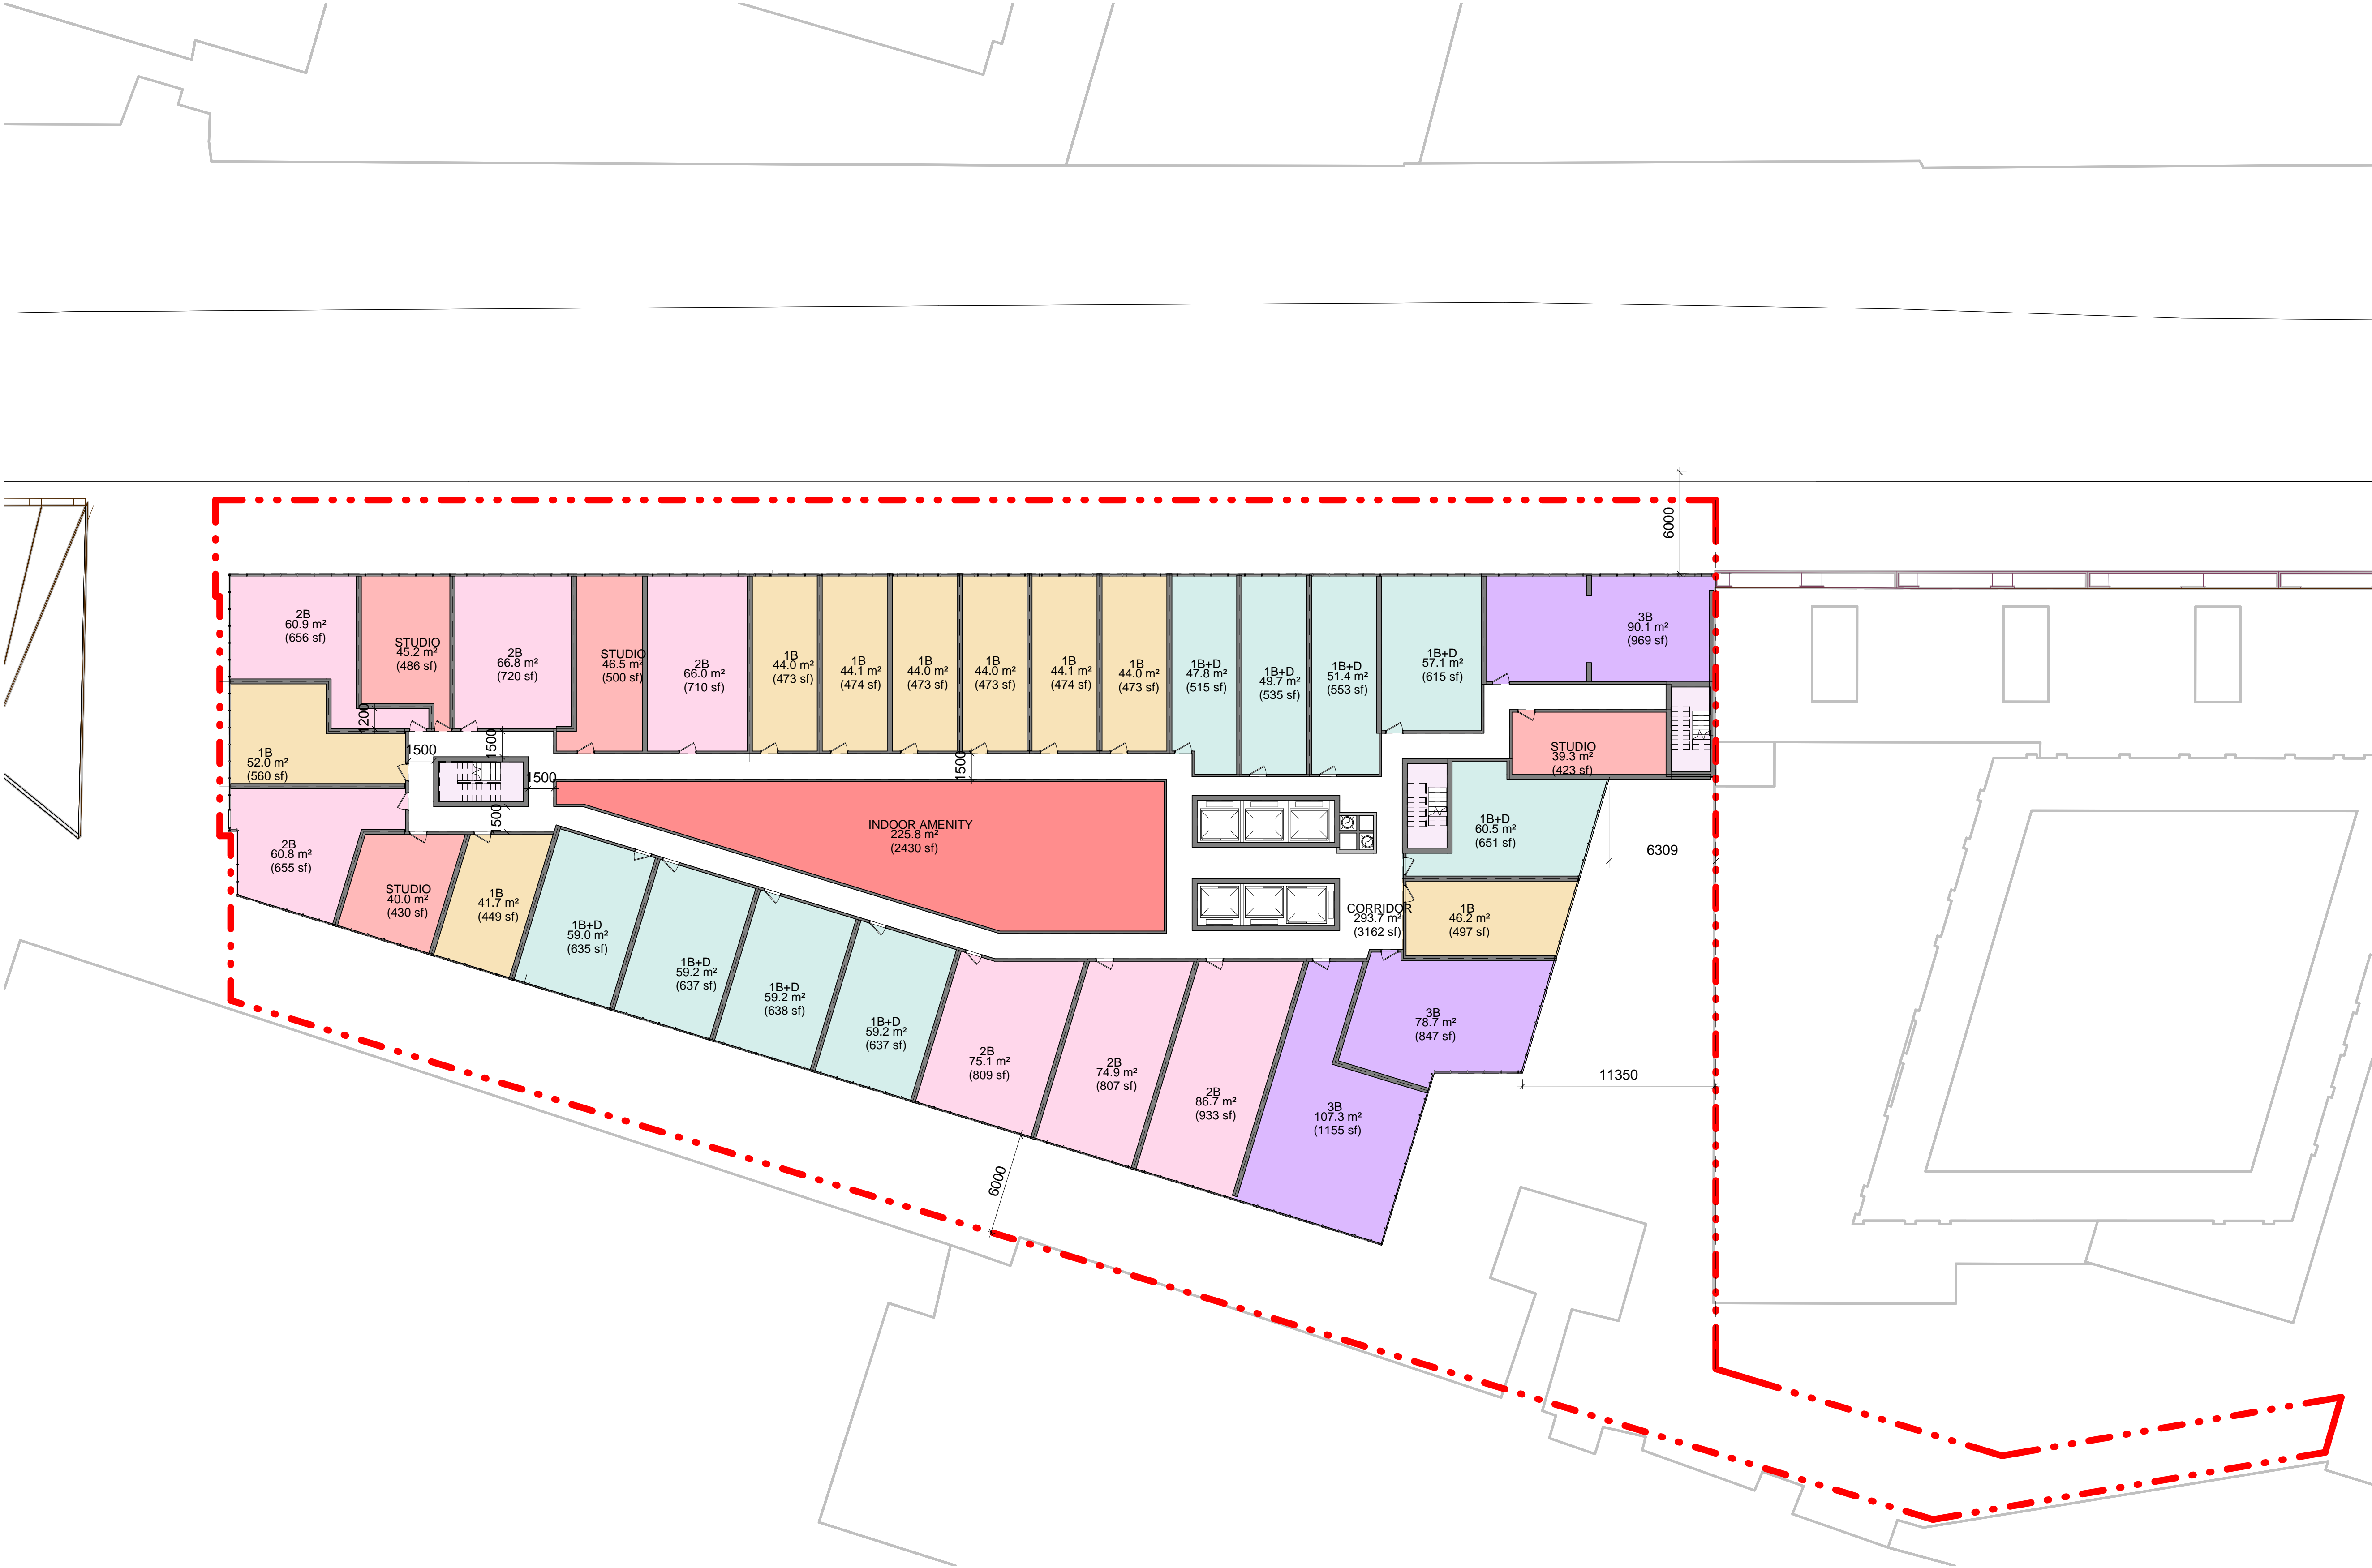 6000
2B
60.9 m²
(656 sf)
STUDIO
45.2 m²
(486 sf)
2B
66.8 m²
(720 sf)
STUDIO
46.5 m²
(500 sf)
2B
66.0 m²
(710 sf)
1B
44.0 m²
(473 sf)
1B
44.1 m²
(474 sf)
1B
44.0 m²
(473 sf)
1B
44.0 m²
(473 sf)
1B
44.1 m²
(474 sf)
1B
44.0 m²
(473 sf)
1B+D
47.8 m²
(515 sf)
1B+D
49.7 m²
(535 sf)
1B+D
51.4 m²
(553 sf)
1B+D
57.1 m²
(615 sf)
3B
90.1 m²
(969 sf)
1200
1500
1500
1500
1500
1500
1B
52.0 m²
(560 sf)
STUDIO
39.3 m²
(423 sf)
INDOOR AMENITY
225.8 m²
(2430 sf)
1B+D
60.5 m²
(651 sf)
6309
2B
60.8 m²
(655 sf)
STUDIO
40.0 m²
(430 sf)
1B
41.7 m²
(449 sf)
1B+D
59.0 m²
(635 sf)
1B+D
59.2 m²
(637 sf)
1B+D
59.2 m²
(638 sf)
1B+D
59.2 m²
(637 sf)
CORRIDOR
293.7 m²
(3162 sf)
1B
46.2 m²
(497 sf)
2B
75.1 m²
(809 sf)
2B
74.9 m²
(807 sf)
2B
86.7 m²
(933 sf)
3B
78.7 m²
(847 sf)
3B
107.3 m²
(1155 sf)
11350
6000